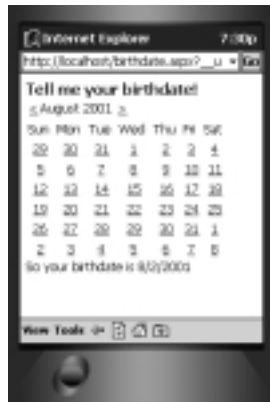 Internet Explorer 7:30p
http://localhost/birthdate.aspx?__u Go
Tell me your birthdate!
< August 2001 >
Sun Mon Tue Wed Thu Fri Sat
29 30 31 1 2 3 4
5 6 7 8 9 10 11
12 13 14 15 16 17 18
19 20 21 22 23 24 25
26 27 28 29 30 31 1
2 3 4 5 6 7 8
So your birthdate is 8/2/2001
View Tools